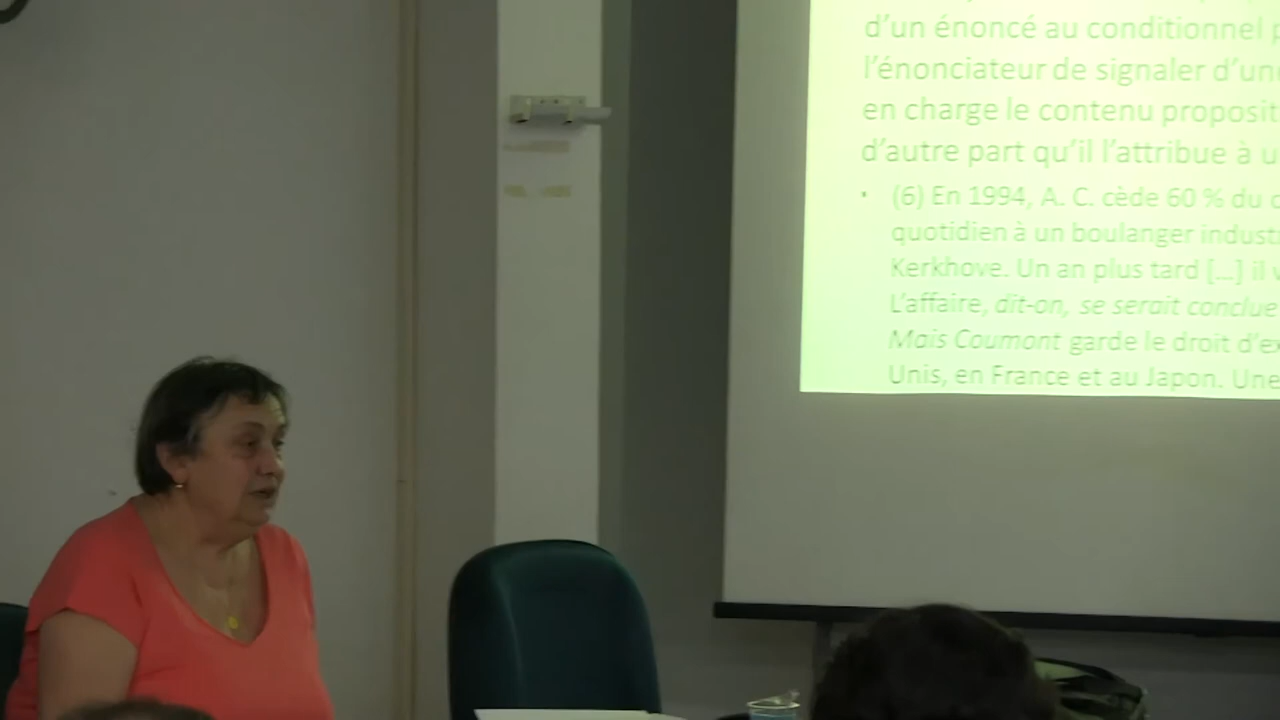 d'un énoncé au conditionnel
l'énonciateur de signaler d'une
en charge le contenu proposit
d'autre part qu'il l'attribue à u
• (6) En 1994, A. C. cède 60 % du c
quotidien à un boulanger industi
Kerkhove. Un an plus tard [...] il v
L'affaire, dit-on, se serait conclue
Mais Coumont garde le droit d'ex
Unis, en France et au Japon. Une